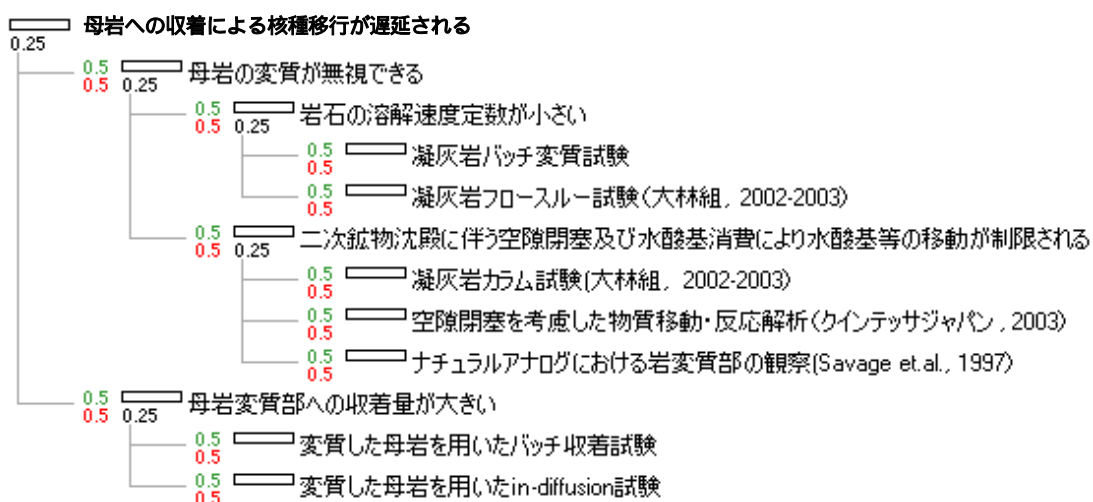 母岩への収着による核種移行が遅延される
0.25
0.5 母岩の変質が無視できる
0.5 0.25
0.5 岩石の溶解速度定数が小さい
0.5 0.25
0.5 凝灰岩バッチ変質試験
0.5
0.5 凝灰岩フロースルー試験(大林組, 2002-2003)
0.5
0.5 二次鉱物沈殿に伴う空隙閉塞及び水酸基消費により水酸基等の移動が制限される
0.5 0.25
0.5 凝灰岩カラム試験(大林組, 2002-2003)
0.5
0.5 空隙閉塞を考慮した物質移動・反応解析(クインテッサジャパン, 2003)
0.5
0.5 ナチュラルアナログにおける岩変質部の観察(Savage et.al., 1997)
0.5
0.5 母岩変質部への収着量が大きい
0.5 0.25
0.5 変質した母岩を用いたバッチ収着試験
0.5
0.5 変質した母岩を用いたin-diffusion試験
0.5